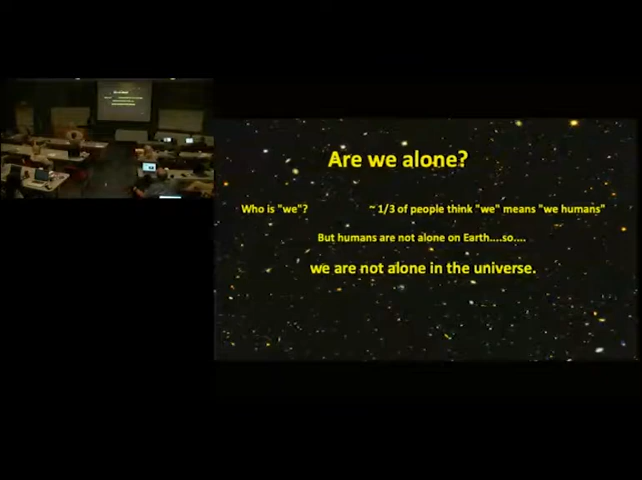 Are we alone?
Who is "we"? ~ 1/3 of people think "we" means "we humans"
But humans are not alone on Earth....so....
we are not alone in the universe.